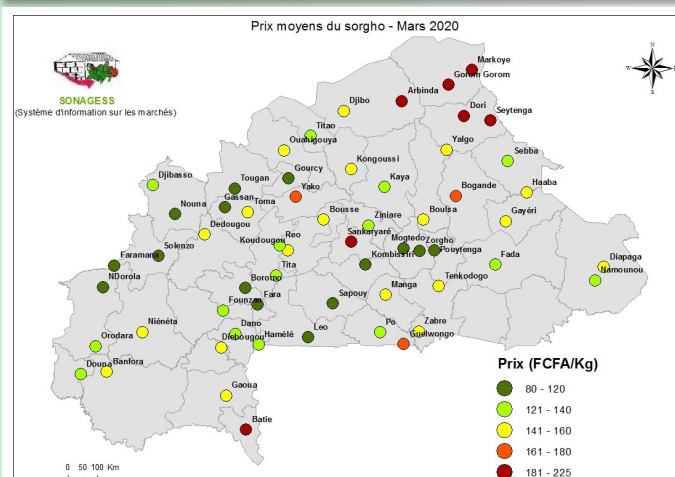 Prix moyens du sorgho - Mars 2020
SONAGESS
(Système d'information sur les marchés)
N
W
S
Markoye
Gorom Gorom
Arbinda
Djibo
Dori
Seytenga
Titao
Ouahigouya
Yalgo
Sebba
Kongoussi
Djibasso
Tougan
Gourcy
Kaya
Haaba
Gassan
Yako
Bogande
Nouna
Toma
Bousse
Ziniare
Boulsa
Gayéri
Dedougou
Koudougou
Reo
Sankaryaré
Mogtedo
Zorgho
Pouytenga
Solenzo
Faramana
Kombissiri
Fada
Diapaga
Namounou
NDorola
Tita
Boromo
Tenkodogo
Manga
Founzan
Fara
Sapouy
Niénéta
Dano
Hamélé
Leo
Pô
Zabre
Guelwongo
Orodara
Diebougou
Douna
Banfora
Gaoua
Batie
Prix (FCFA/Kg)
80 - 120
121 - 140
141 - 160
161 - 180
181 - 225
0 50 100 Km